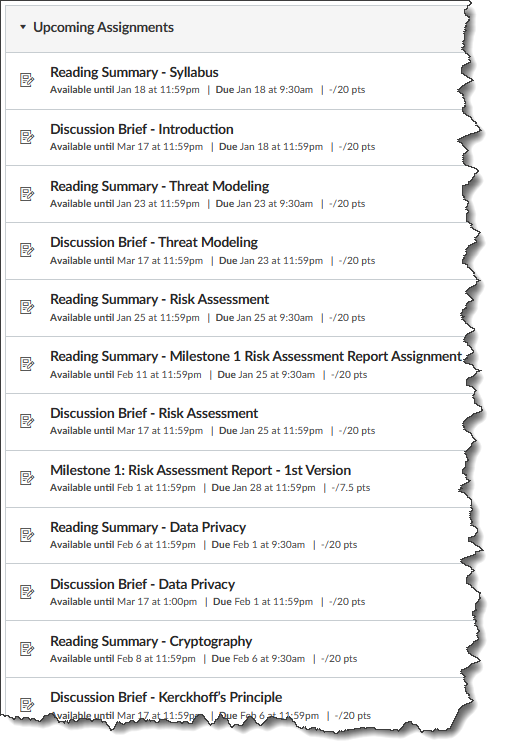 Upcoming Assignments
Reading Summary - Syllabus
Available until Jan 18 at 11:59pm | Due Jan 18 at 9:30am | -/20 pts
Discussion Brief - Introduction
Available until Mar 17 at 11:59pm | Due Jan 18 at 11:59pm | -/20 pts
Reading Summary - Threat Modeling
Available until Jan 23 at 11:59pm | Due Jan 23 at 9:30am | -/20 pts
Discussion Brief - Threat Modeling
Available until Mar 17 at 11:59pm | Due Jan 23 at 11:59pm | -/20 pts
Reading Summary - Risk Assessment
Available until Jan 25 at 11:59pm | Due Jan 25 at 9:30am | -/20 pts
Reading Summary - Milestone 1 Risk Assessment Report Assignment
Available until Feb 11 at 11:59pm | Due Jan 25 at 9:30am | -/20 pts
Discussion Brief - Risk Assessment
Available until Mar 17 at 11:59pm | Due Jan 25 at 11:59pm | -/20 pts
Milestone 1: Risk Assessment Report - 1st Version
Available until Feb 1 at 11:59pm | Due Jan 28 at 11:59pm | -/7.5 pts
Reading Summary - Data Privacy
Available until Feb 6 at 11:59pm | Due Feb 1 at 9:30am | -/20 pts
Discussion Brief - Data Privacy
Available until Mar 17 at 1:00pm | Due Feb 1 at 11:59pm | -/20 pts
Reading Summary - Cryptography
Available until Feb 8 at 11:59pm | Due Feb 6 at 9:30am | -/20 pts
Discussion Brief - Kerckhoff's Principle
Available until Mar 17 at 11:59pm | Due Feb 6 at 11:59pm | -/20 pts